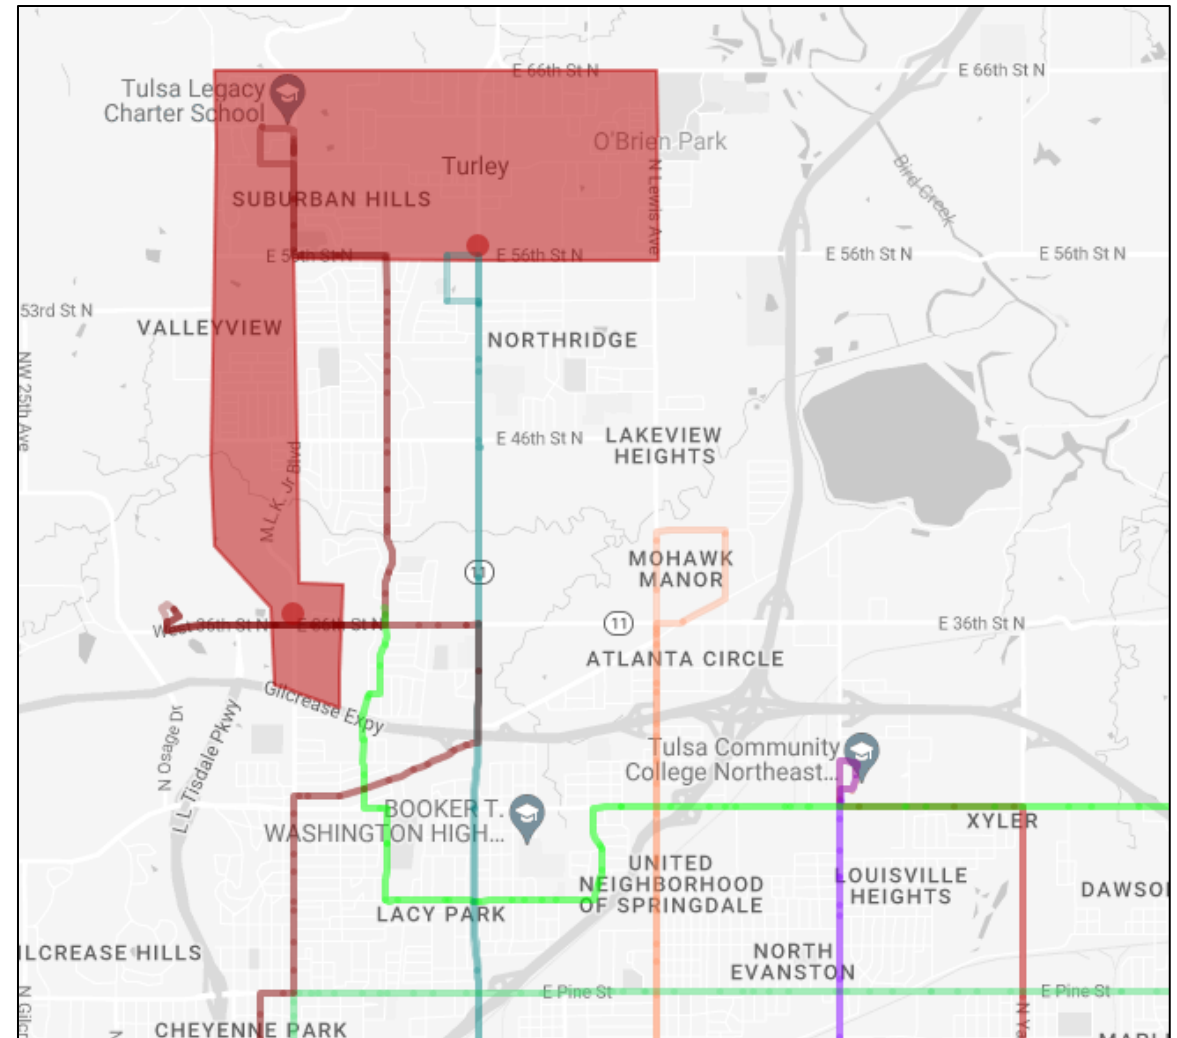 E 66th St N
E 66th St N
Tulsa Legacy
Charter School
O'Brien Park
Turley
N Lewis Ave
Bird Creek
SUBURBAN HILLS
E 56th St N
E 56th St N
E 56th St N
E 56th St N
53rd St N
VALLEYVIEW
NORTHRIDGE
NW 25th Ave
E 46th St N
LAKEVIEW
HEIGHTS
M.L.K. Jr Blvd
11
MOHAWK
MANOR
West 36th St N
E 36th St N
11
E 36th St N
ATLANTA CIRCLE
Gilcrease Expy
N Osage Dr
L L Tisdale Pkwy
Tulsa Community
College Northeast...
BOOKER T.
WASHINGTON HIGH...
XYLER
UNITED
NEIGHBORHOOD
OF SPRINGDALE
LOUISVILLE
HEIGHTS
DAWSO
LACY PARK
ILCREASE HILLS
NORTH
EVANSTON
E Pine St
E Pine St
N Gilcr
N
CHEYENNE PARK
N Ya